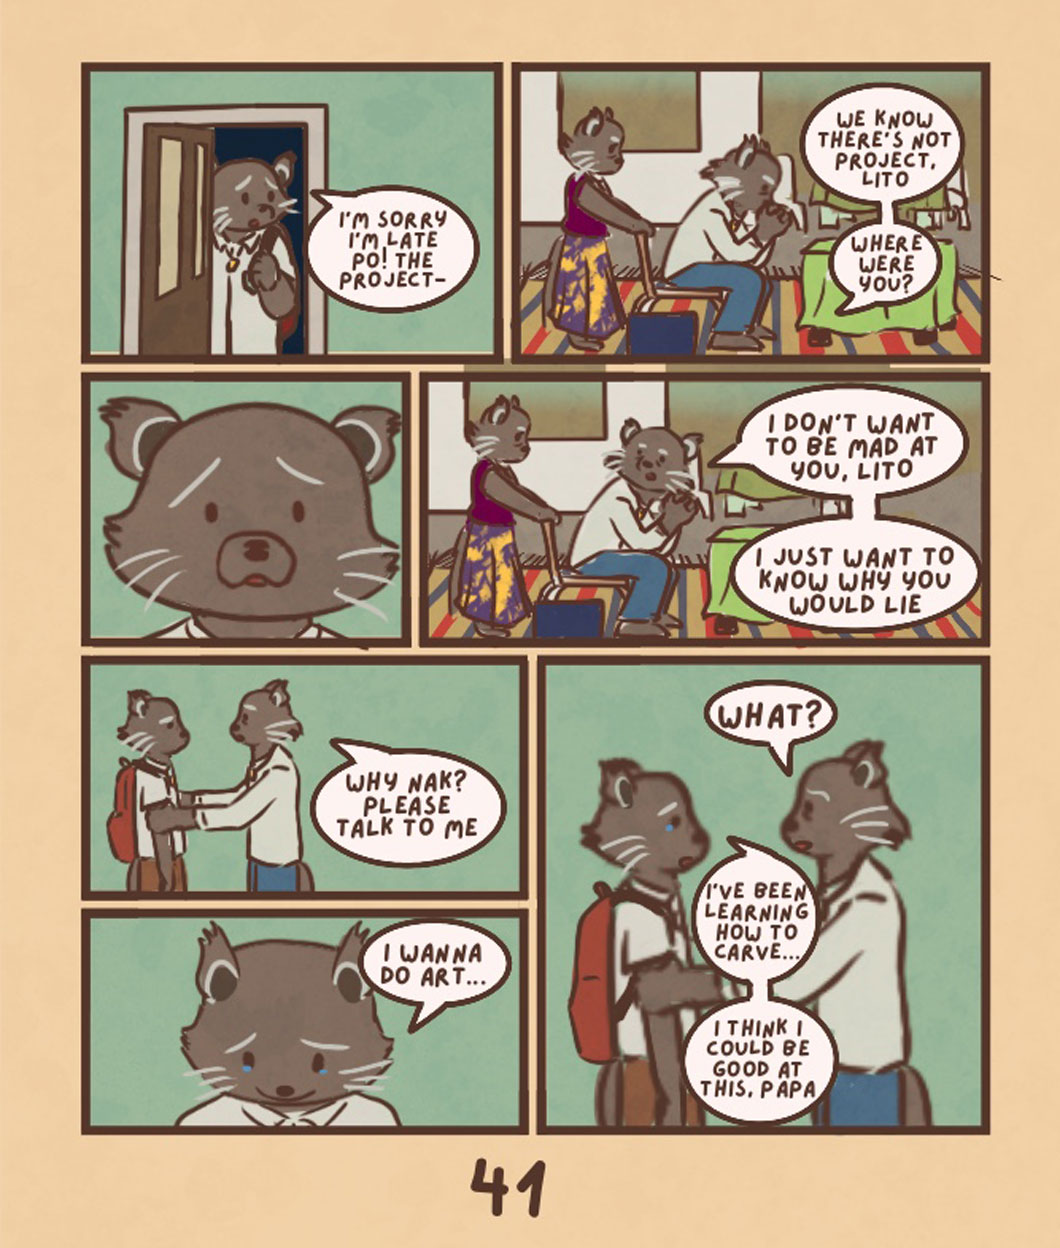 I'M SORRY
I'M LATE
PO! THE
PROJECT-
WE KNOW
THERE'S NOT
PROJECT,
LITO
WHERE
WERE
YOU?
I DON'T WANT
TO BE MAD AT
YOU, LITO
I JUST WANT TO
KNOW WHY YOU
WOULD LIE
WHY NAK?
PLEASE
TALK TO ME
I WANNA
DO ART...
WHAT?
I'VE BEEN
LEARNING
HOW TO
CARVE...
I THINK I
COULD BE
GOOD AT
THIS, PAPA
41